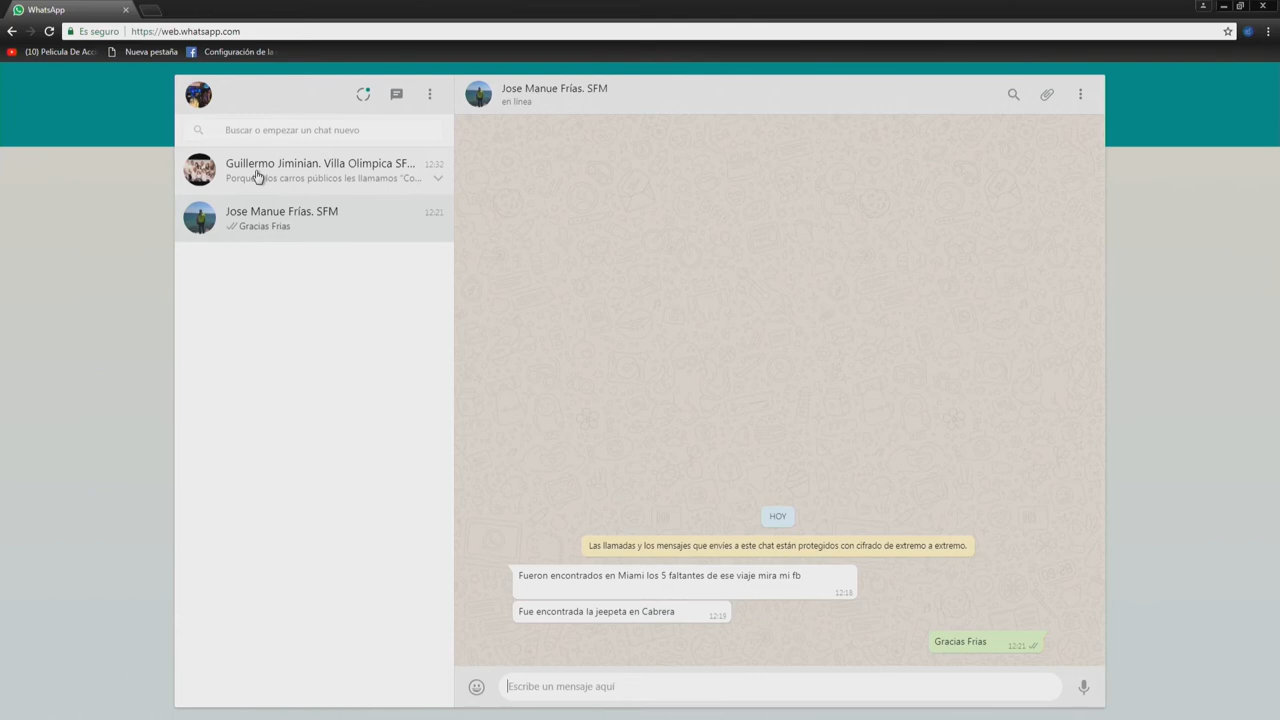 WhatsApp
Es seguro
https://web.whatsapp.com
(10) Pelicula De Acc
Nueva pestaña
Configuración de la
Jose Manue Frías. SFM
en línea
Buscar o empezar un chat nuevo
Guillermo Jiminian. Villa Olimpica SF...
12:32
los carros públicos les llamamos "Co...
Jose Manue Frías. SFM
12:21
Gracias Frias
HOY
Las llamadas y los mensajes que envíes a este chat están protegidos con cifrado de extremo a extremo.
Fueron encontrados en Miami los 5 faltantes de ese viaje mira mi fb
12:18
Fue encontrada la jeepeta en Cabrera
12:19
Gracias Frias
12:21
Escribe un mensaje aquí